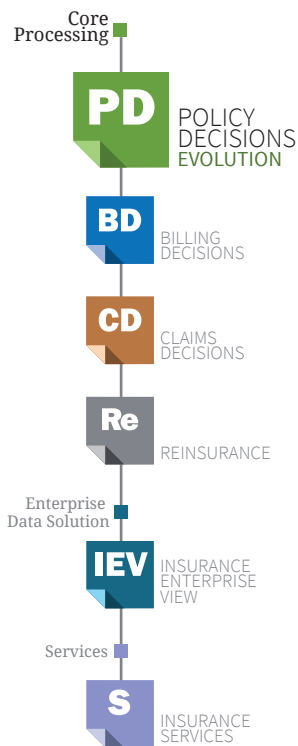 Core
Processing
PD
POLICY
DECISIONS
EVOLUTION
BD
BILLING
DECISIONS
CD
CLAIMS
DECISIONS
Re
REINSURANCE
Enterprise
Data Solution
IEV
INSURANCE
ENTERPRISE
VIEW
Services
S
INSURANCE
SERVICES